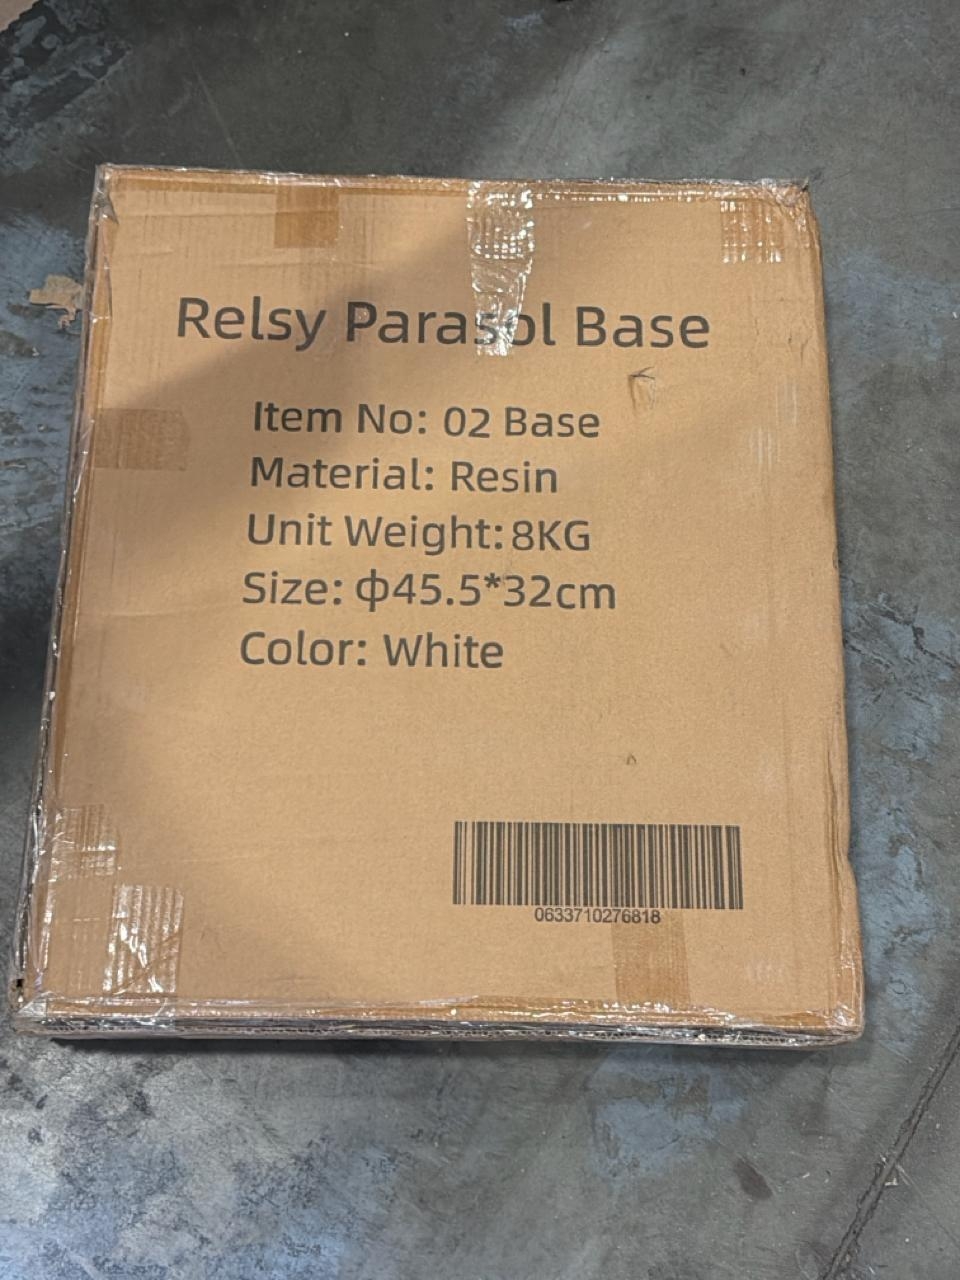 Relsy Parasol Base
Item No: 02 Base
Material: Resin
Unit Weight:8KG
Size: ф45.5*32cm
Color: White
0633710276818